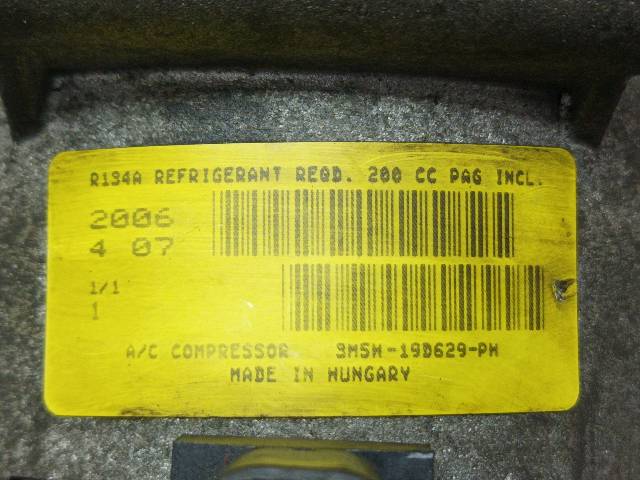 R134A REFRIGERANT REQD. 200 CC PAG INCL.
2006
4 07
1/1
1
A/C COMPRESSOR 3M5H-19D629-PH
MADE IN HUNGARY